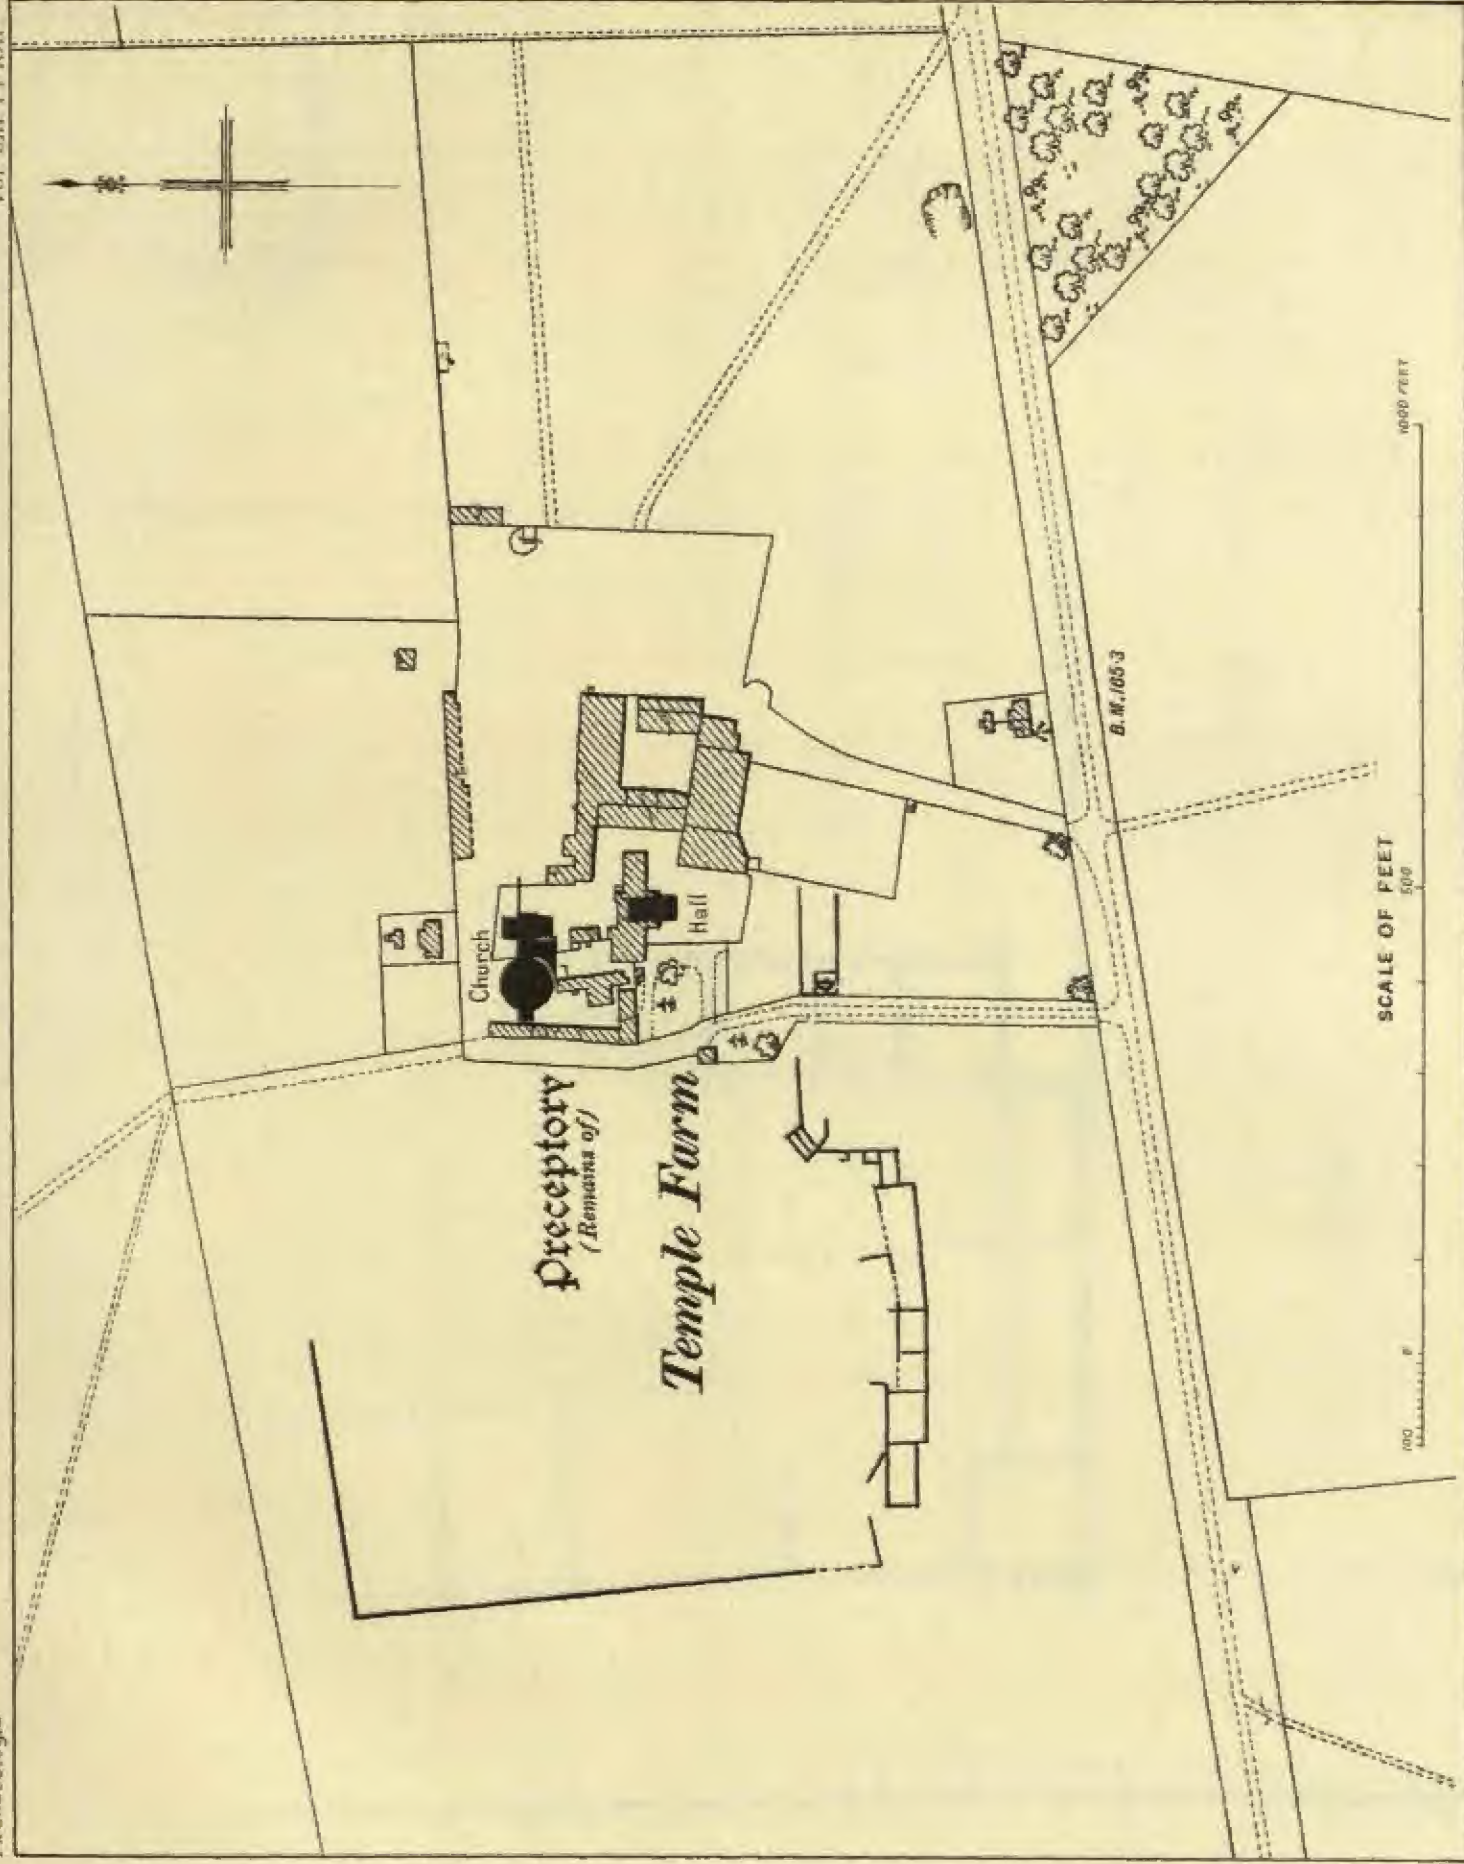 Church
Hall
Preceptory
(Remains of)
Temple Farm
B.M.165·3
SCALE OF FEET
100
0
500
1000 FEET